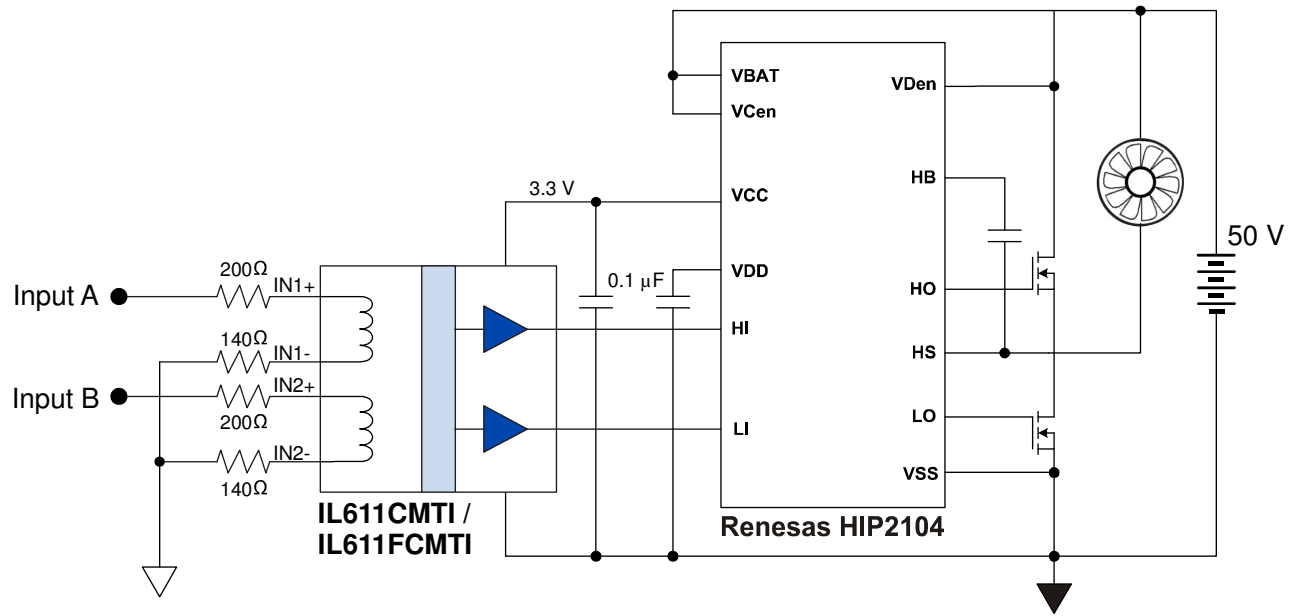 VBAT
VCen
VDen
HB
3.3 V
VCC
50 V
200Ω
IN1+
VDD
0.1 μF
Input A
HO
HI
140Ω
IN1-
HS
IN2+
Input B
200Ω
LO
LI
IN2-
140Ω
VSS
IL611CMTI /
IL611FCMTI
Renesas HIP2104